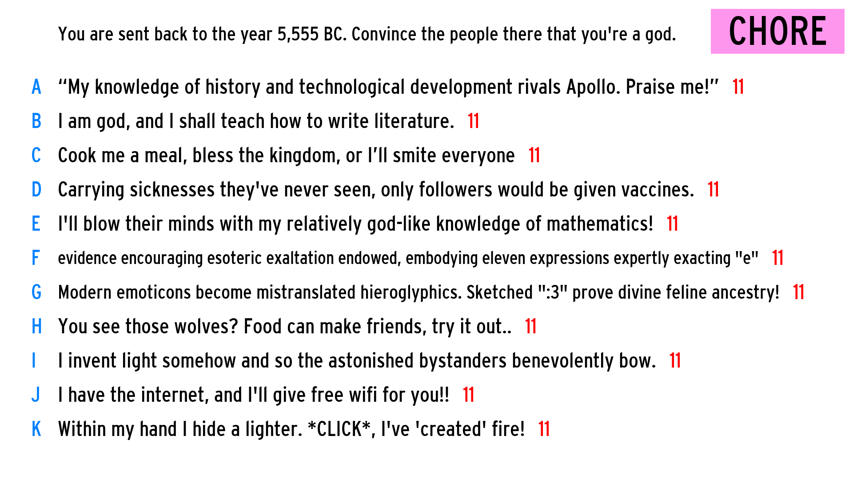 You are sent back to the year 5,555 BC. Convince the people there that you're a god.
CHORE
A “My knowledge of history and technological development rivals Apollo. Praise me!” 11
B I am god, and I shall teach how to write literature. 11
C Cook me a meal, bless the kingdom, or I’ll smite everyone 11
D Carrying sicknesses they've never seen, only followers would be given vaccines. 11
E I'll blow their minds with my relatively god-like knowledge of mathematics! 11
F evidence encouraging esoteric exaltation endowed, embodying eleven expressions expertly exacting "e" 11
G Modern emoticons become mistranslated hieroglyphics. Sketched ":3" prove divine feline ancestry! 11
H You see those wolves? Food can make friends, try it out.. 11
I I invent light somehow and so the astonished bystanders benevolently bow. 11
J I have the internet, and I'll give free wifi for you!! 11
K Within my hand I hide a lighter. *CLICK*, I've 'created' fire! 11